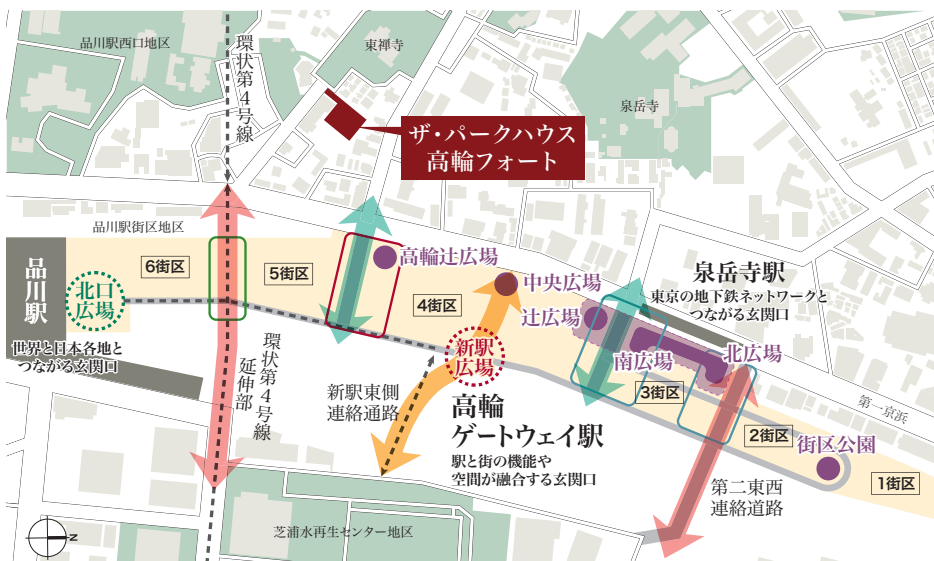 品川駅西口地区
環状第4号線
東禅寺
泉岳寺
ザ・パークハウス
高輪フォート
品川駅街区地区
品川駅
北口
広場
世界と日本各地と
つながる玄関口
6街区
5街区
高輪辻広場
4街区
中央広場
新駅
広場
辻広場
泉岳寺駅
東京の地下鉄ネットワークと
つながる玄関口
南広場
北広場
3街区
第一京浜
2街区
街区公園
1街区
環状第4号線
延伸部
新駅東側
連絡通路
高輪
ゲートウェイ駅
駅と街の機能や
空間が融合する玄関口
第二東西
連絡道路
芝浦水再生センター地区
N